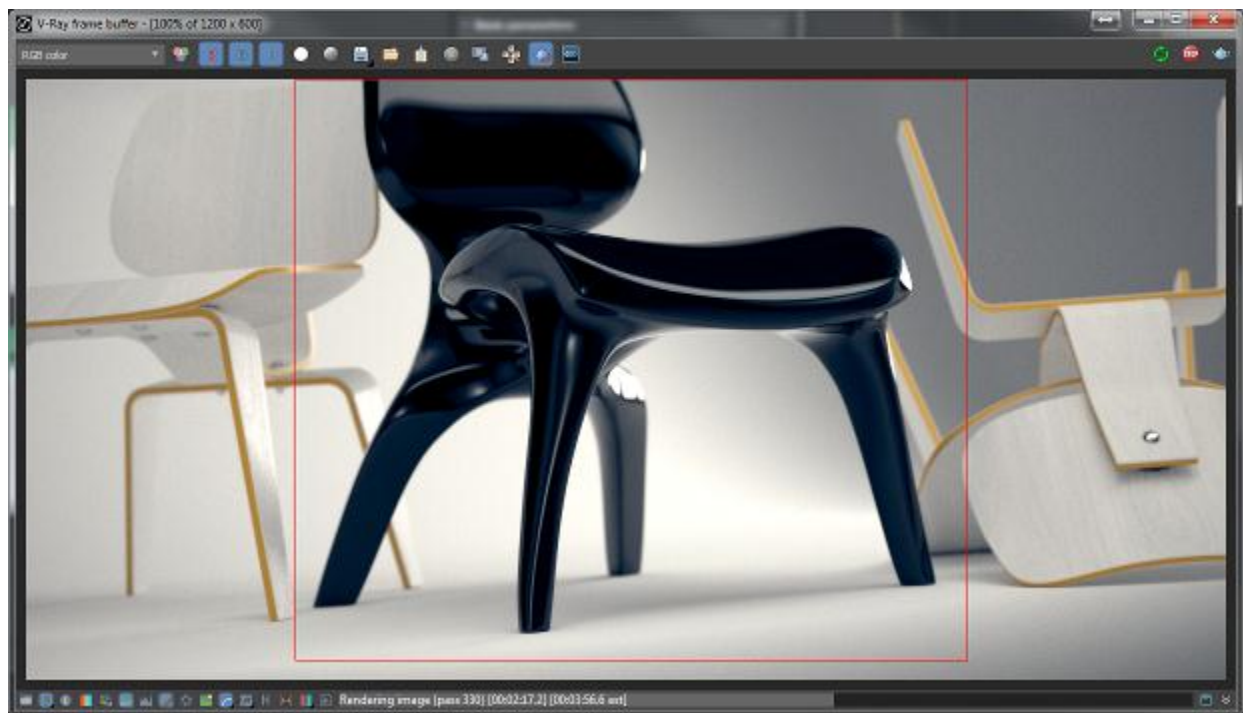 V-Ray frame buffer - [100% of 1200 x 600]
RGB color
Rendering image (pass 330) [00:02:17.2] [00:03:56.6 est]